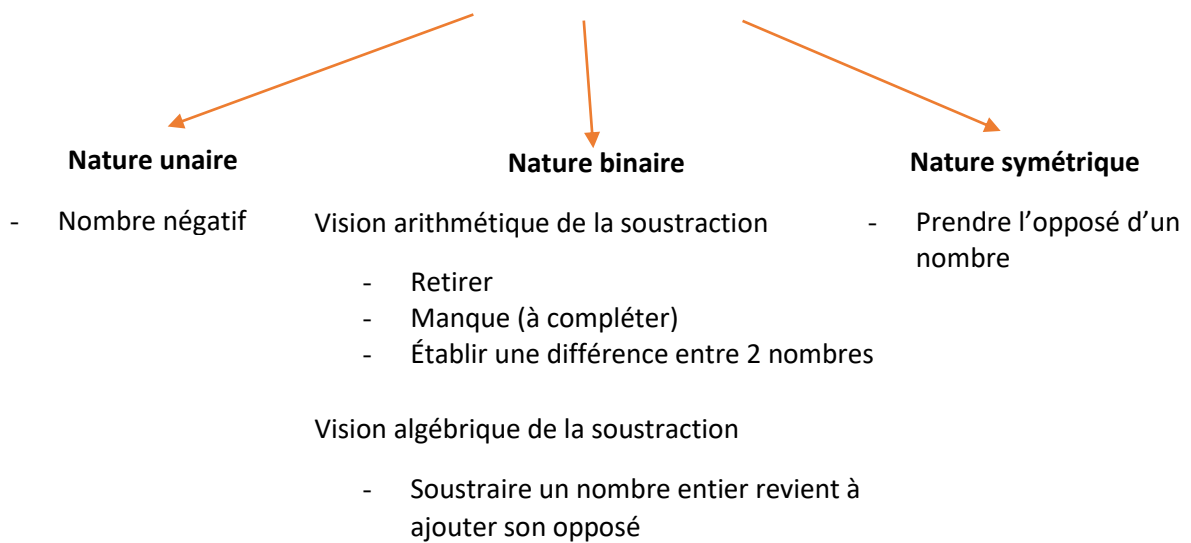 Nature unaire
- Nombre négatif
Nature binaire
Vision arithmétique de la soustraction
- Retirer
- Manque (à compléter)
- Établir une différence entre 2 nombres
Vision algébrique de la soustraction
- Soustraire un nombre entier revient à
ajouter son opposé
Nature symétrique
- Prendre l’opposé d’un
nombre